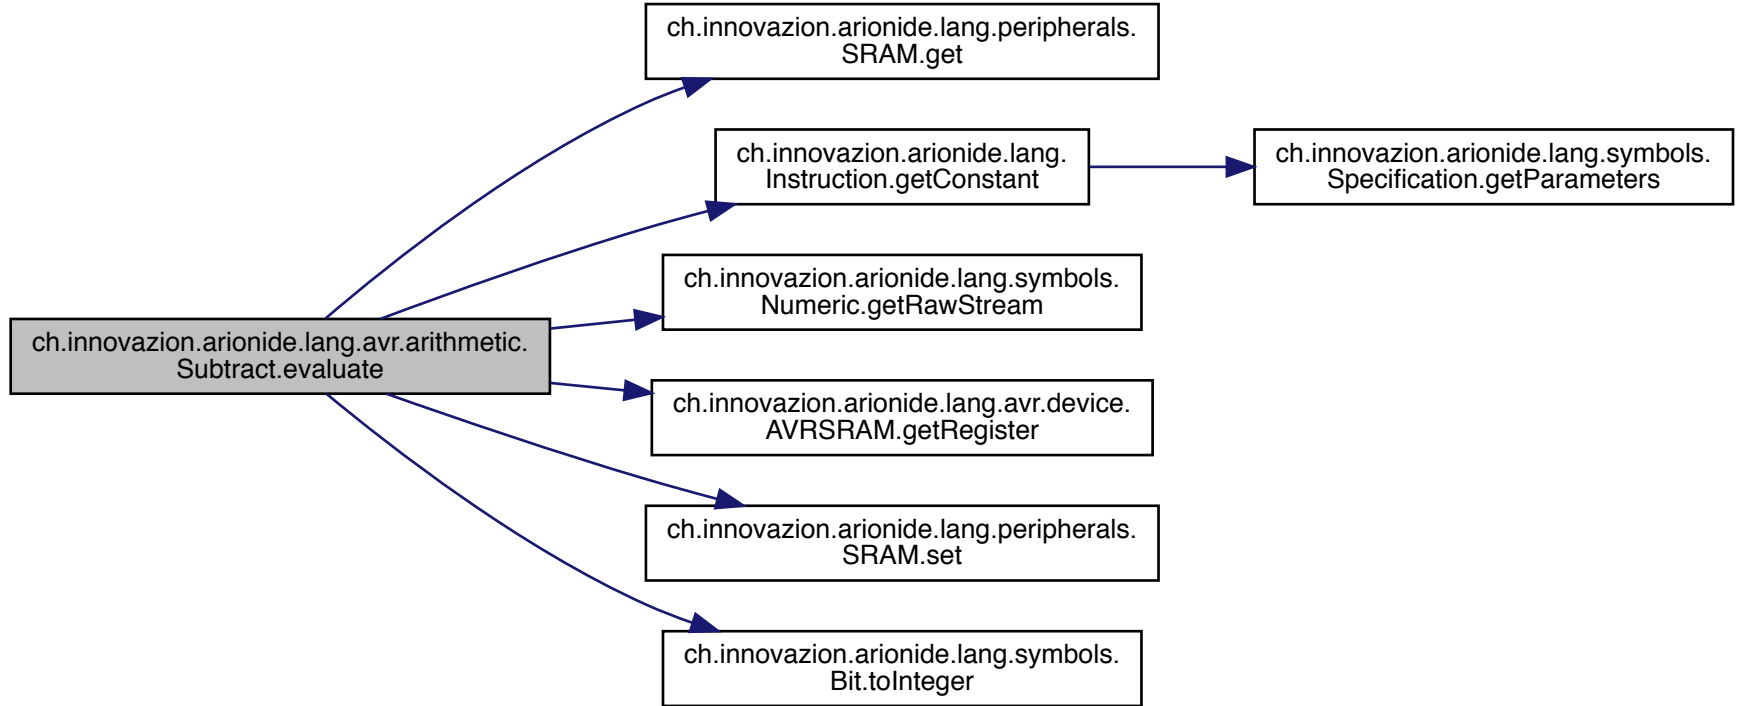 ch.innovazion.arionide.lang.peripherals.
SRAM.get
ch.innovazion.arionide.lang.
Instruction.getConstant
ch.innovazion.arionide.lang.symbols.
Specification.getParameters
ch.innovazion.arionide.lang.symbols.
Numeric.getRawStream
ch.innovazion.arionide.lang.avr.arithmetic.
Subtract.evaluate
ch.innovazion.arionide.lang.avr.device.
AVRSRAM.getRegister
ch.innovazion.arionide.lang.peripherals.
SRAM.set
ch.innovazion.arionide.lang.symbols.
Bit.toInteger